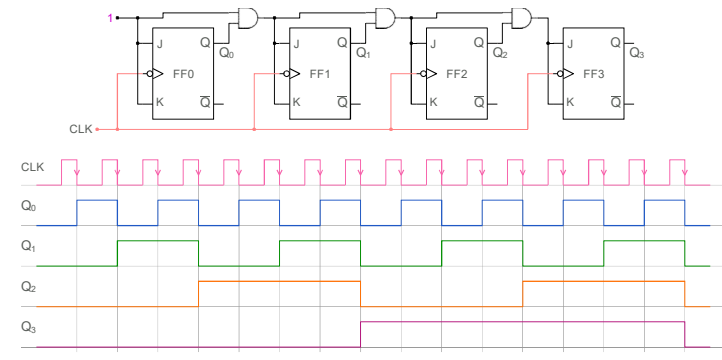 1
J Q Q0 J Q Q1 J Q Q2 J Q Q3
FF0 FF1 FF2 FF3
K Q̅ K Q̅ K Q̅ K Q̅
CLK
CLK
Q0
Q1
Q2
Q3